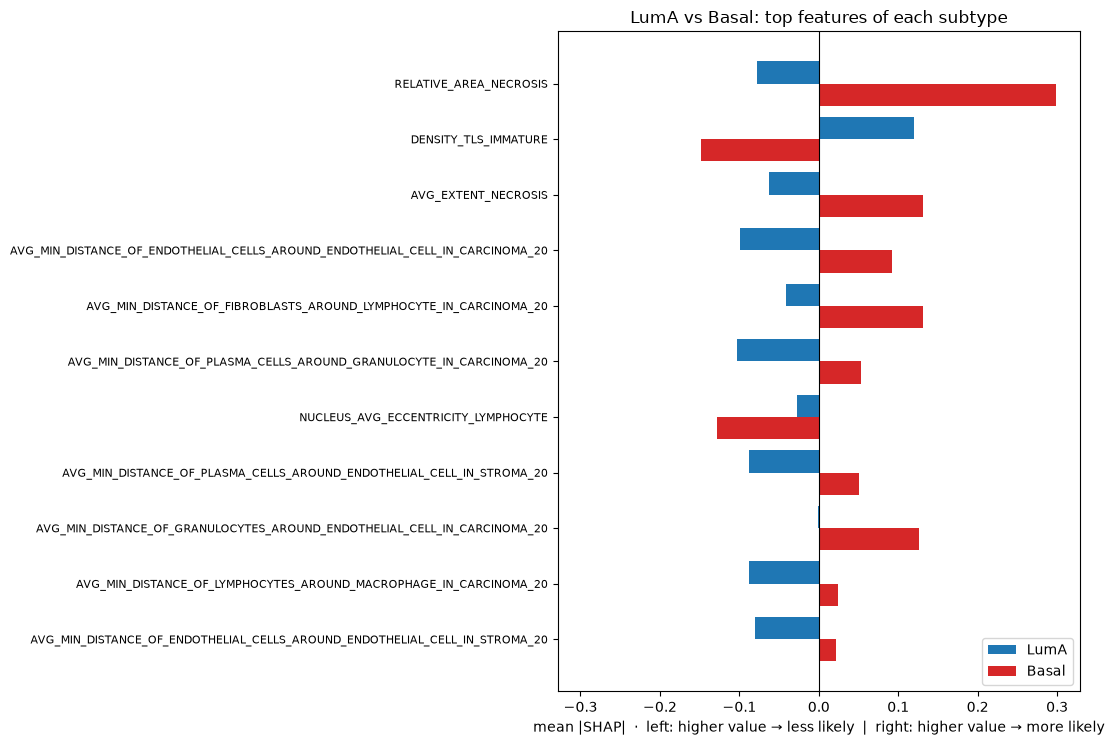 LumA vs Basal: top features of each subtype
RELATIVE_AREA_NECROSIS
DENSITY_TLS_IMMATURE
AVG_EXTENT_NECROSIS
AVG_MIN_DISTANCE_OF_ENDOTHELIAL_CELLS_AROUND_ENDOTHELIAL_CELL_IN_CARCINOMA_20
AVG_MIN_DISTANCE_OF_FIBROBLASTS_AROUND_LYMPHOCYTE_IN_CARCINOMA_20
AVG_MIN_DISTANCE_OF_PLASMA_CELLS_AROUND_GRANULOCYTE_IN_CARCINOMA_20
NUCLEUS_AVG_ECCENTRICITY_LYMPHOCYTE
AVG_MIN_DISTANCE_OF_PLASMA_CELLS_AROUND_ENDOTHELIAL_CELL_IN_STROMA_20
AVG_MIN_DISTANCE_OF_GRANULOCYTES_AROUND_ENDOTHELIAL_CELL_IN_CARCINOMA_20
AVG_MIN_DISTANCE_OF_LYMPHOCYTES_AROUND_MACROPHAGE_IN_CARCINOMA_20
AVG_MIN_DISTANCE_OF_ENDOTHELIAL_CELLS_AROUND_ENDOTHELIAL_CELL_IN_STROMA_20
LumA
Basal
−0.3 −0.2 −0.1 0.0 0.1 0.2 0.3
mean |SHAP| · left: higher value → less likely | right: higher value → more likely